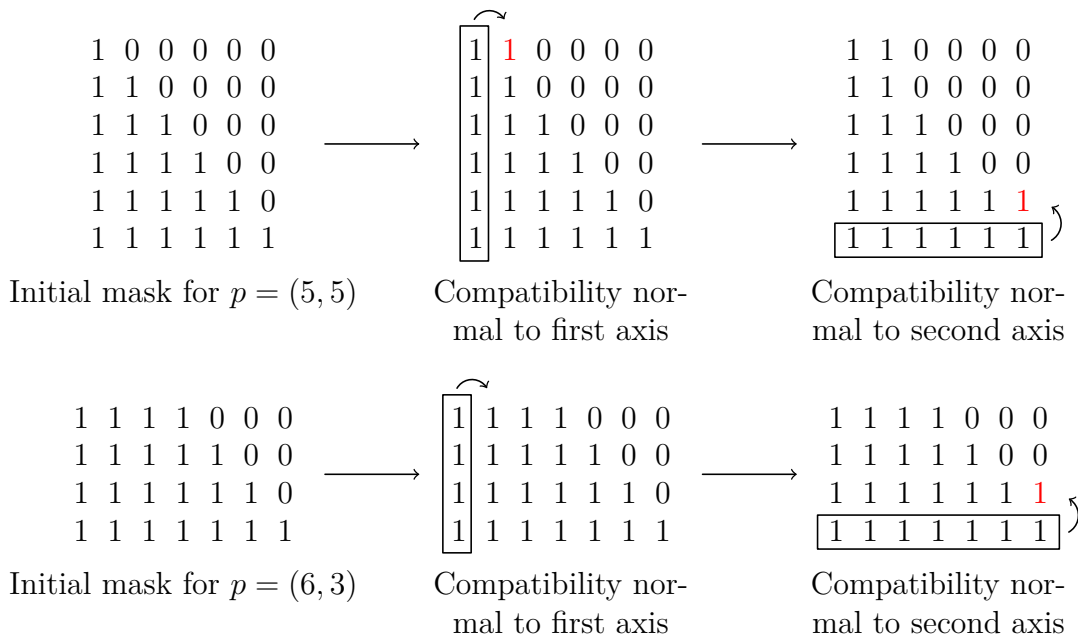 1 0 0 0 0 0 1 1 0 0 0 0 1 1 0 0 0 0
1 1 0 0 0 0 1 1 0 0 0 0 1 1 0 0 0 0
1 1 1 0 0 0 1 1 1 0 0 0 1 1 1 0 0 0
1 1 1 1 0 0 1 1 1 1 0 0 1 1 1 1 0 0
1 1 1 1 1 0 1 1 1 1 1 0 1 1 1 1 1 1
1 1 1 1 1 1 1 1 1 1 1 1 1 1 1 1 1 1
Initial mask for p = (5, 5)
Compatibility nor-
mal to first axis
Compatibility nor-
mal to second axis
1 1 1 1 0 0 0 1 1 1 1 0 0 0 1 1 1 1 0 0 0
1 1 1 1 1 0 0 1 1 1 1 1 0 0 1 1 1 1 1 0 0
1 1 1 1 1 1 0 1 1 1 1 1 1 0 1 1 1 1 1 1 1
1 1 1 1 1 1 1 1 1 1 1 1 1 1 1 1 1 1 1 1 1
Initial mask for p = (6, 3)
Compatibility nor-
mal to first axis
Compatibility nor-
mal to second axis